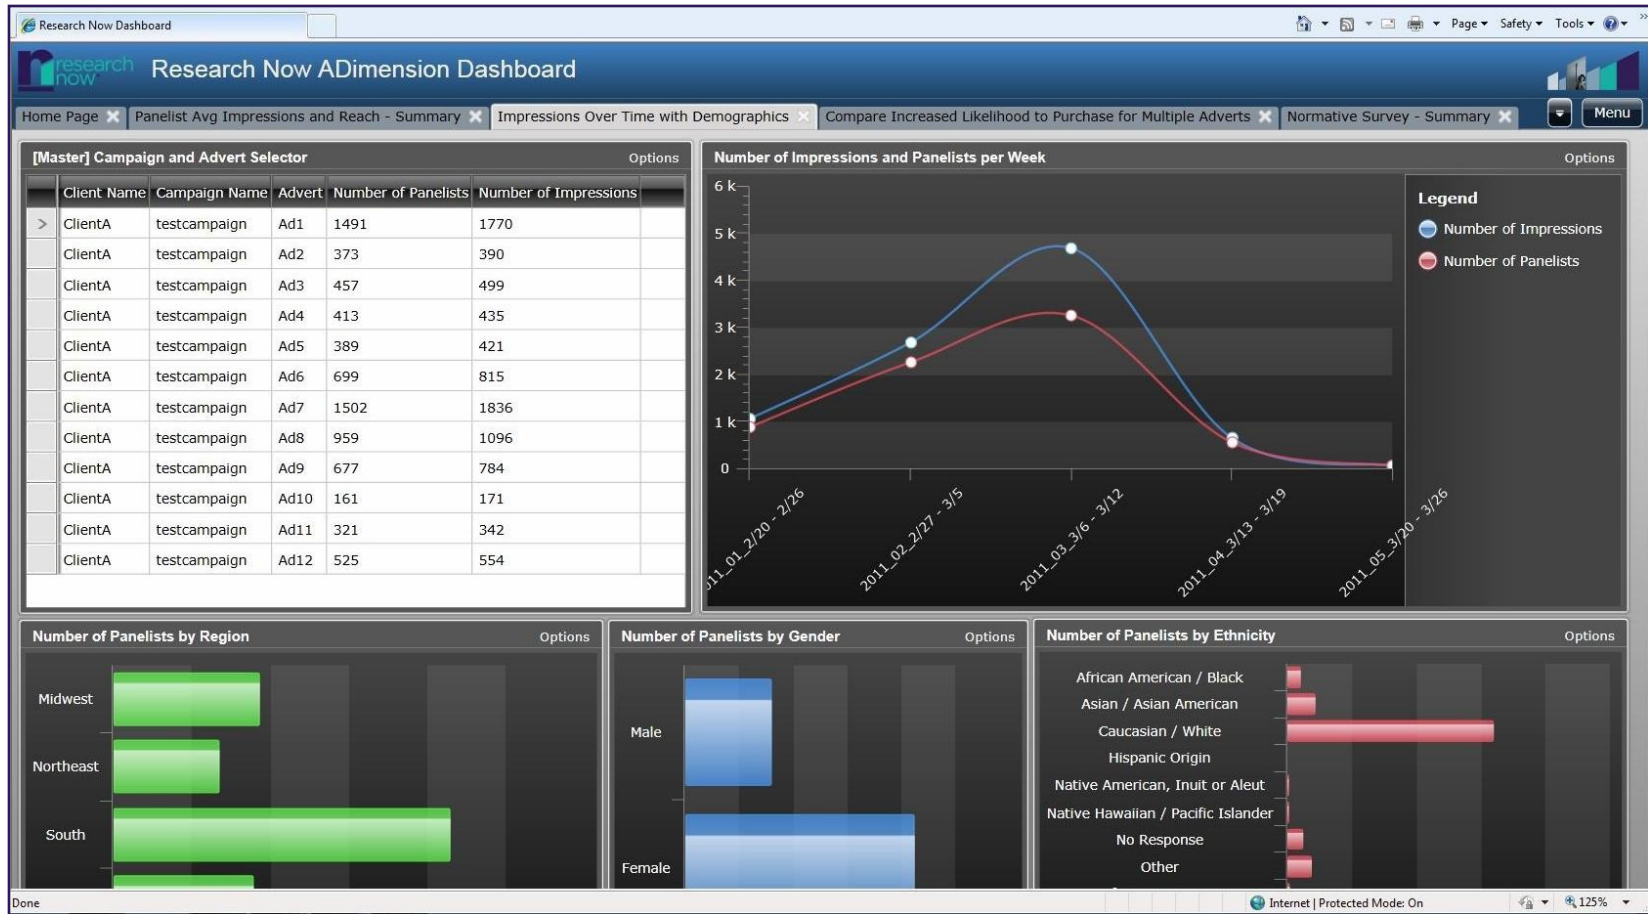 Research Now Dashboard
Page Safety Tools
research now
Research Now ADimension Dashboard
Home Page Panelist Avg Impressions and Reach - Summary Impressions Over Time with Demographics Compare Increased Likelihood to Purchase for Multiple Adverts Normative Survey - Summary Menu
[Master] Campaign and Advert Selector Options
Client Name Campaign Name Advert Number of Panelists Number of Impressions
> ClientA testcampaign Ad1 1491 1770
ClientA testcampaign Ad2 373 390
ClientA testcampaign Ad3 457 499
ClientA testcampaign Ad4 413 435
ClientA testcampaign Ad5 389 421
ClientA testcampaign Ad6 699 815
ClientA testcampaign Ad7 1502 1836
ClientA testcampaign Ad8 959 1096
ClientA testcampaign Ad9 677 784
ClientA testcampaign Ad10 161 171
ClientA testcampaign Ad11 321 342
ClientA testcampaign Ad12 525 554
Number of Impressions and Panelists per Week Options
6 k
5 k
4 k
3 k
2 k
1 k
0
011_01_2/20 - 2/26
2011_02_2/27 - 3/5
2011_03_3/6 - 3/12
2011_04_3/13 - 3/19
2011_05_3/20 - 3/26
Legend
Number of Impressions
Number of Panelists
Number of Panelists by Region Options
Midwest
Northeast
South
Number of Panelists by Gender Options
Male
Female
Number of Panelists by Ethnicity Options
African American / Black
Asian / Asian American
Caucasian / White
Hispanic Origin
Native American, Inuit or Aleut
Native Hawaiian / Pacific Islander
No Response
Other
Done
Internet | Protected Mode: On
125%